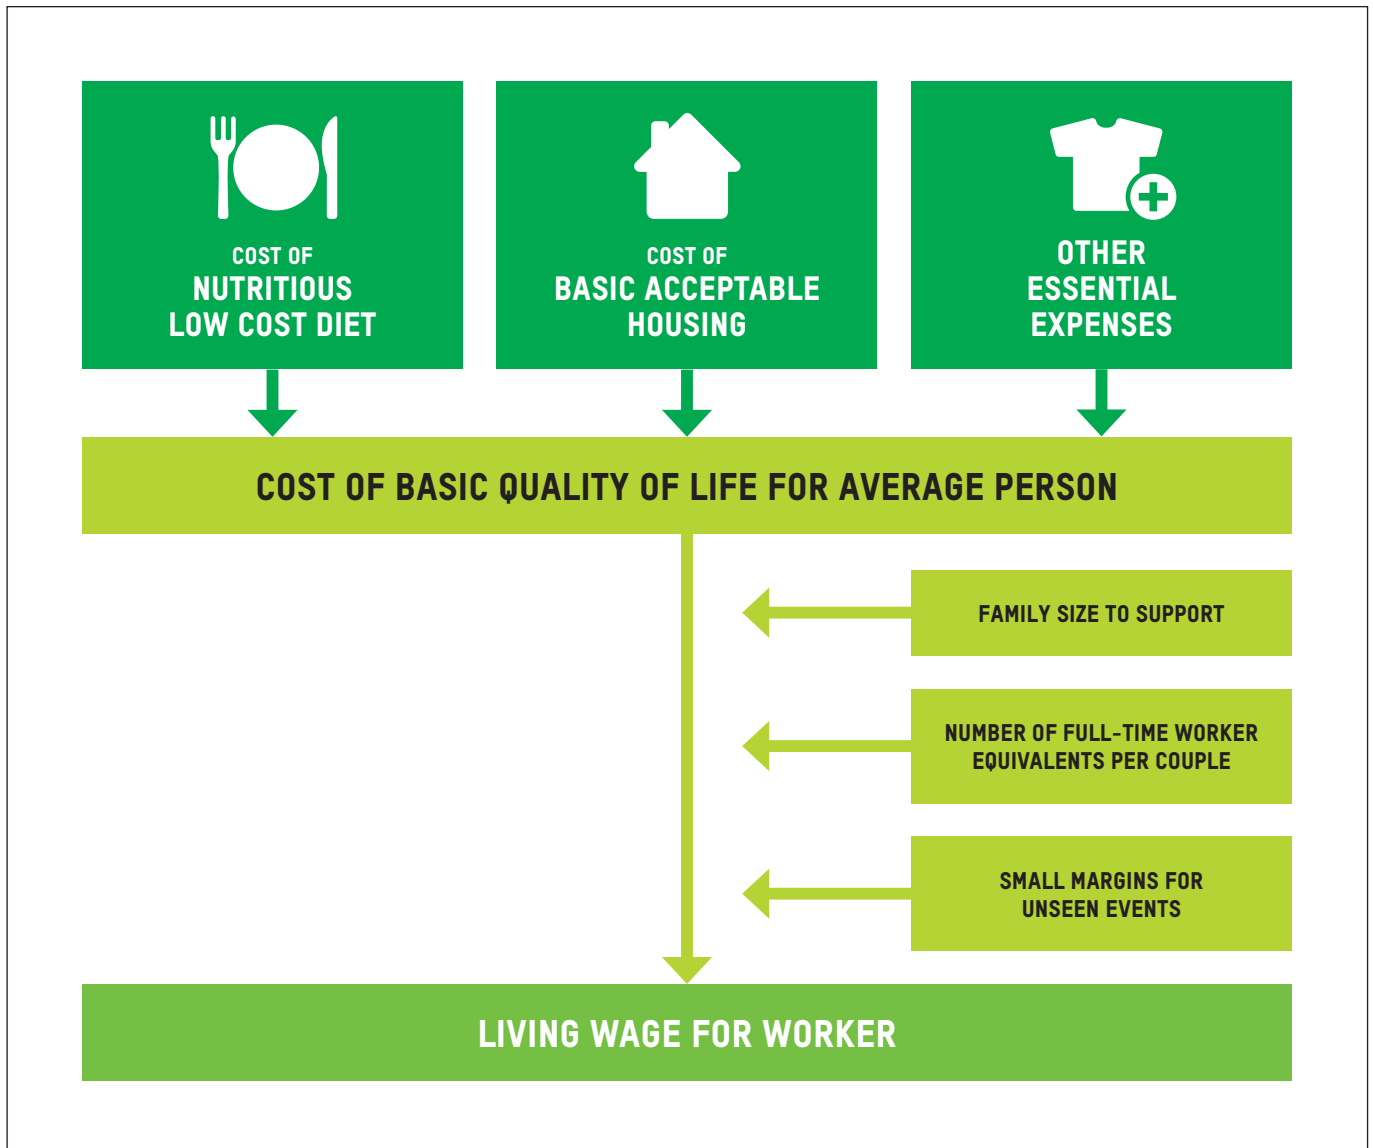 COST OF
NUTRITIOUS
LOW COST DIET
COST OF
BASIC ACCEPTABLE
HOUSING
OTHER
ESSENTIAL
EXPENSES
COST OF BASIC QUALITY OF LIFE FOR AVERAGE PERSON
FAMILY SIZE TO SUPPORT
NUMBER OF FULL-TIME WORKER
EQUIVALENTS PER COUPLE
SMALL MARGINS FOR
UNSEEN EVENTS
LIVING WAGE FOR WORKER